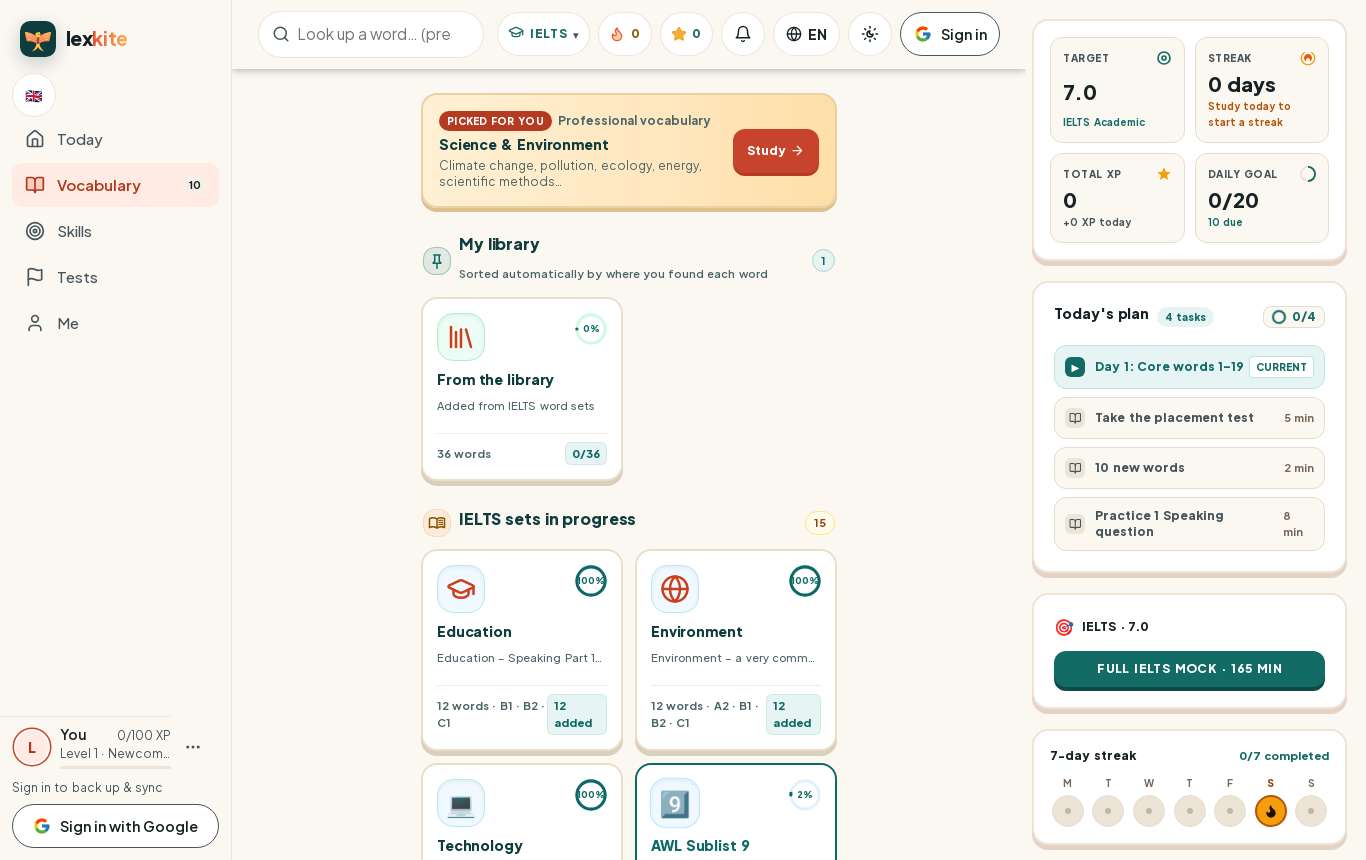 lexkite
Today
Vocabulary 10
Skills
Tests
Me
L
You 0/100 XP
Level 1 · Newcom…
Sign in to back up & sync
Sign in with Google
Look up a word... (pre
IELTS ▾
0
0
EN
Sign in
PICKED FOR YOU Professional vocabulary
Science & Environment
Climate change, pollution, ecology, energy,
scientific methods…
Study →
My library
Sorted automatically by where you found each word
1
0%
From the library
Added from IELTS word sets
36 words 0/36
IELTS sets in progress
15
100%
Education
Education – Speaking Part 1…
12 words · B1 · B2 ·
C1
12
added
100%
Environment
Environment – a very comm…
12 words · A2 · B1 ·
B2 · C1
12
added
100%
Technology
9
2%
AWL Sublist 9
TARGET
7.0
IELTS Academic
STREAK
0 days
Study today to
start a streak
TOTAL XP
0
+0 XP today
DAILY GOAL
0/20
10 due
Today's plan 4 tasks 0/4
Day 1: Core words 1–19 CURRENT
Take the placement test 5 min
10 new words 2 min
Practice 1 Speaking
question
8
min
IELTS · 7.0
FULL IELTS MOCK · 165 MIN
7-day streak 0/7 completed
M T W T F S S